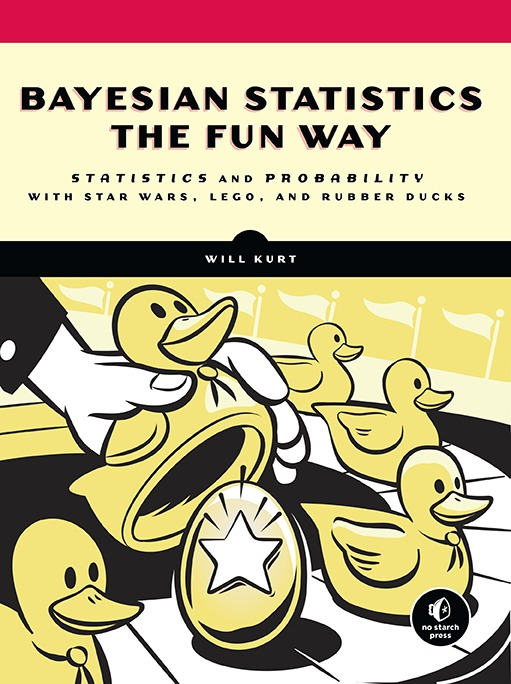 BAYESIAN STATISTICS
THE FUN WAY
STATISTICS AND PROBABILITY
WITH STAR WARS, LEGO, AND RUBBER DUCKS
WILL KURT
no starch
press